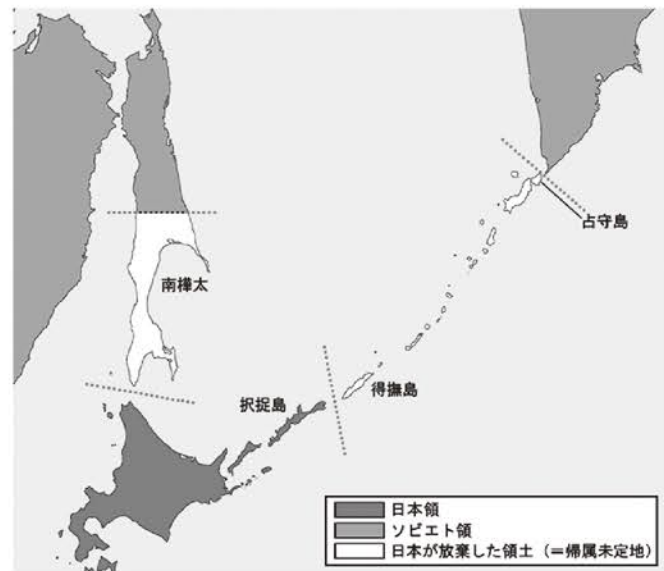 占守島
南樺太
択捉島
得撫島
日本領
ソビエト領
日本が放棄した領土（＝帰属未定地）